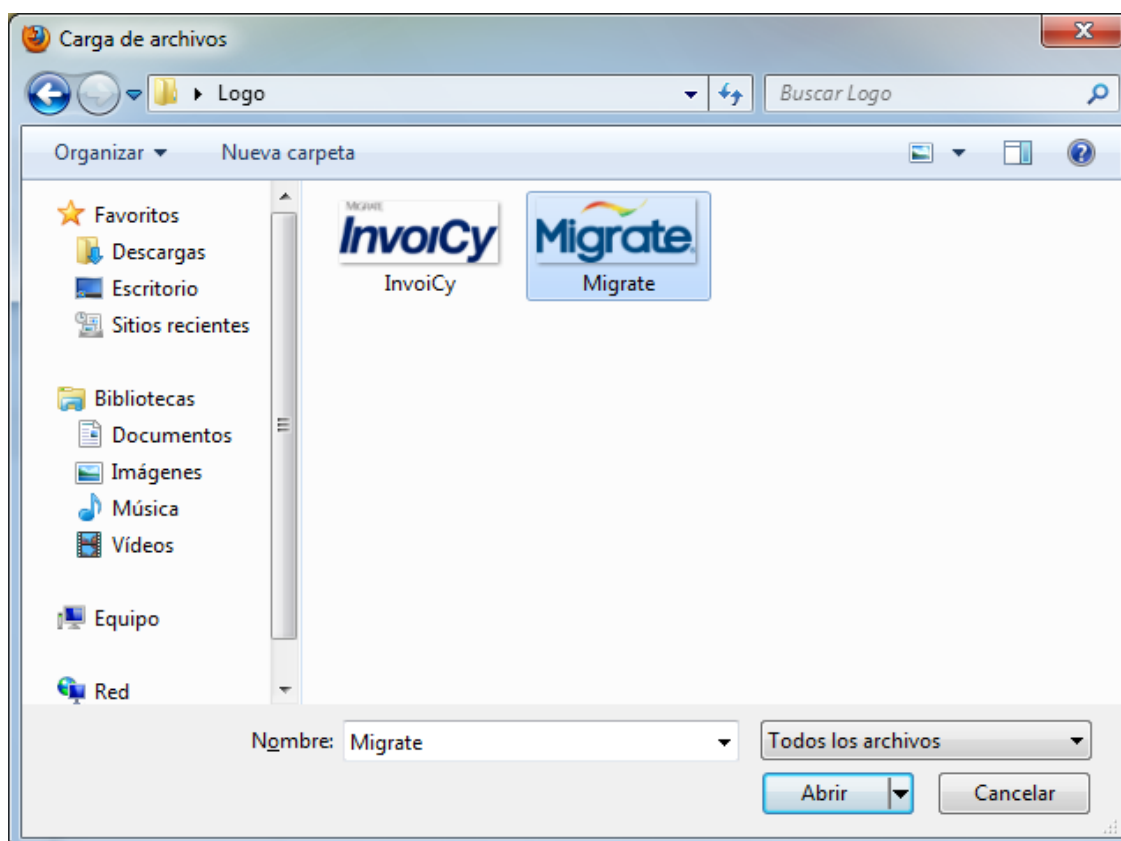 Carga de archivos
Logo
Buscar Logo
Organizar
Nueva carpeta
Favoritos
Descargas
Escritorio
Sitios recientes
Bibliotecas
Documentos
Imágenes
Música
Vídeos
Equipo
Red
MIGRATE
InvoiCy
InvoiCy
Migrate
Migrate
Nombre: Migrate
Todos los archivos
Abrir
Cancelar